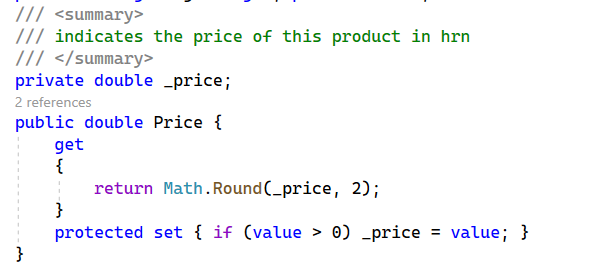 /// <summary>
/// indicates the price of this product in hrn
/// </summary>
private double _price;
2 references
public double Price {
    get
    {
        return Math.Round(_price, 2);
    }
    protected set { if (value > 0) _price = value; }
}